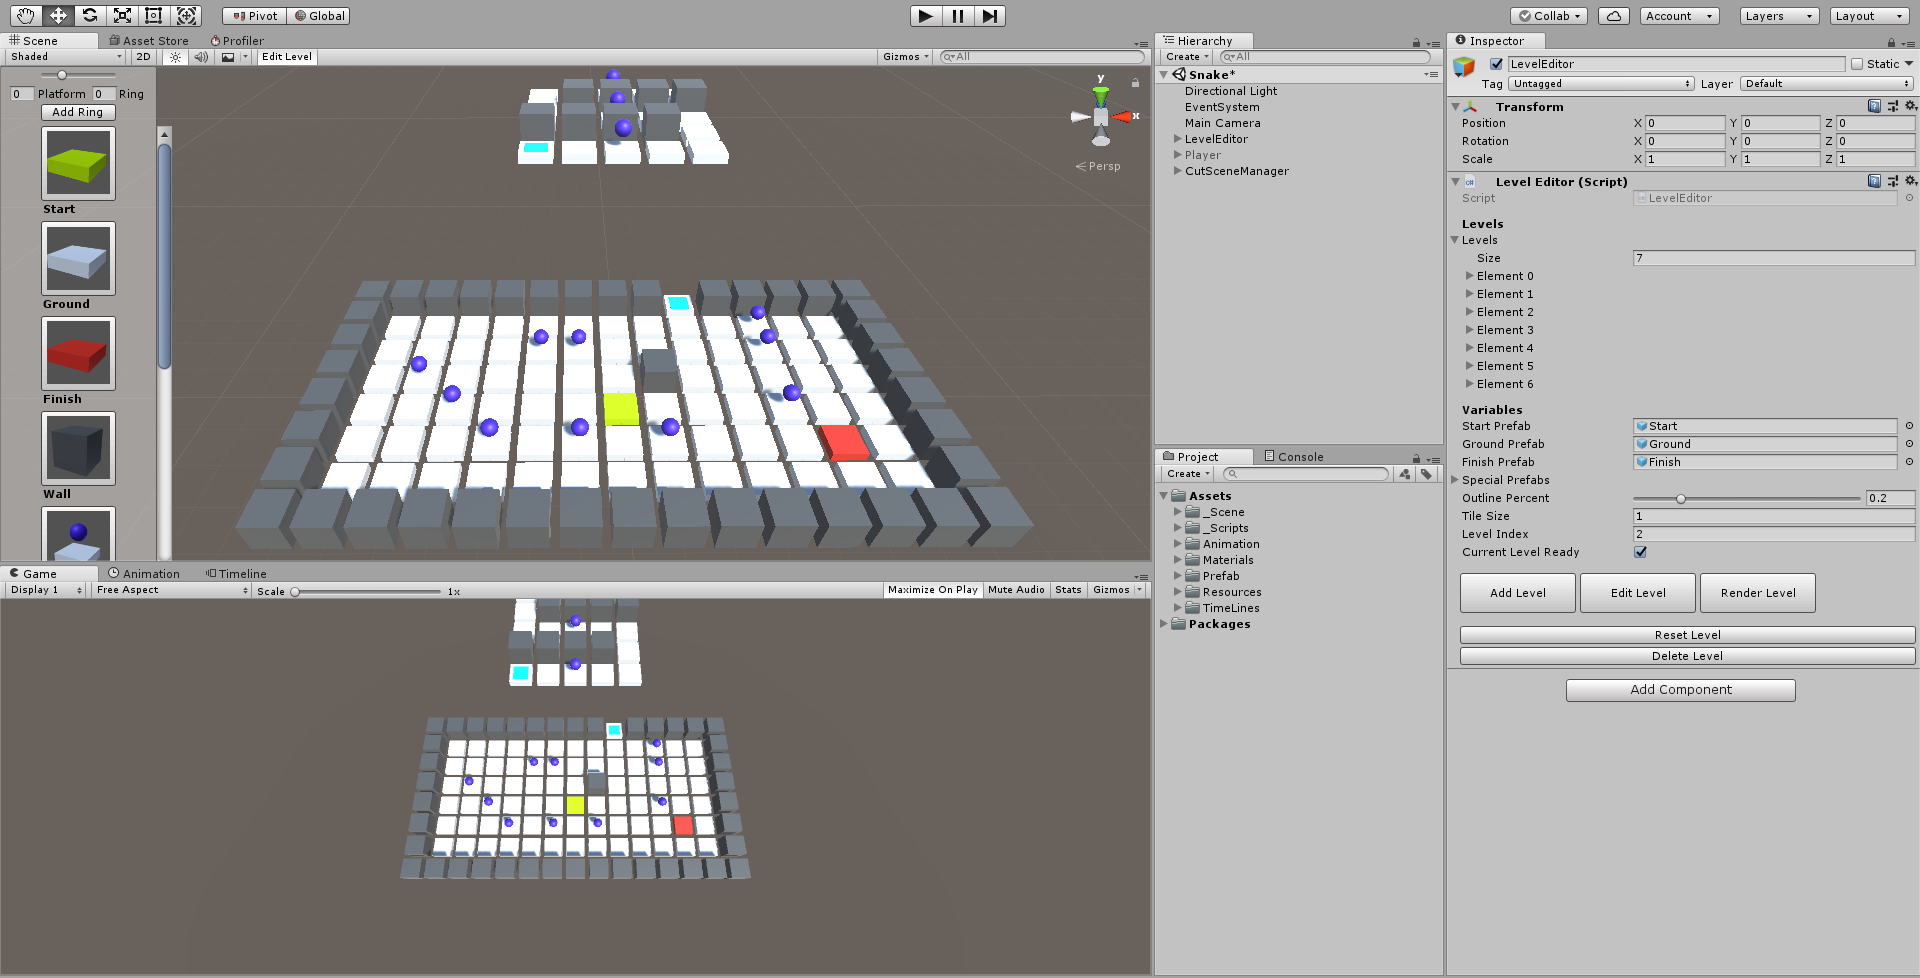 Pivot Global Collab Account Layers Layout
Scene Asset Store Profiler
Shaded 2D Edit Level Gizmos All
0 Platform 0 Ring
Add Ring
Start
Ground
Finish
Wall
y
x
Persp
Game Animation Timeline
Display 1 Free Aspect Scale 1x Maximize On Play Mute Audio Stats Gizmos
Hierarchy
Create All
Snake*
Directional Light
EventSystem
Main Camera
LevelEditor
Player
CutSceneManager
Project Console
Create
Assets
_Scene
_Scripts
Animation
Materials
Prefab
Resources
TimeLines
Packages
Inspector
LevelEditor Static
Tag Untagged Layer Default
Transform
Position X 0 Y 0 Z 0
Rotation X 0 Y 0 Z 0
Scale X 1 Y 1 Z 1
Level Editor (Script)
Script LevelEditor
Levels
Levels
Size 7
Element 0
Element 1
Element 2
Element 3
Element 4
Element 5
Element 6
Variables
Start Prefab Start
Ground Prefab Ground
Finish Prefab Finish
Special Prefabs
Outline Percent 0.2
Tile Size 1
Level Index 2
Current Level Ready
Add Level Edit Level Render Level
Reset Level
Delete Level
Add Component